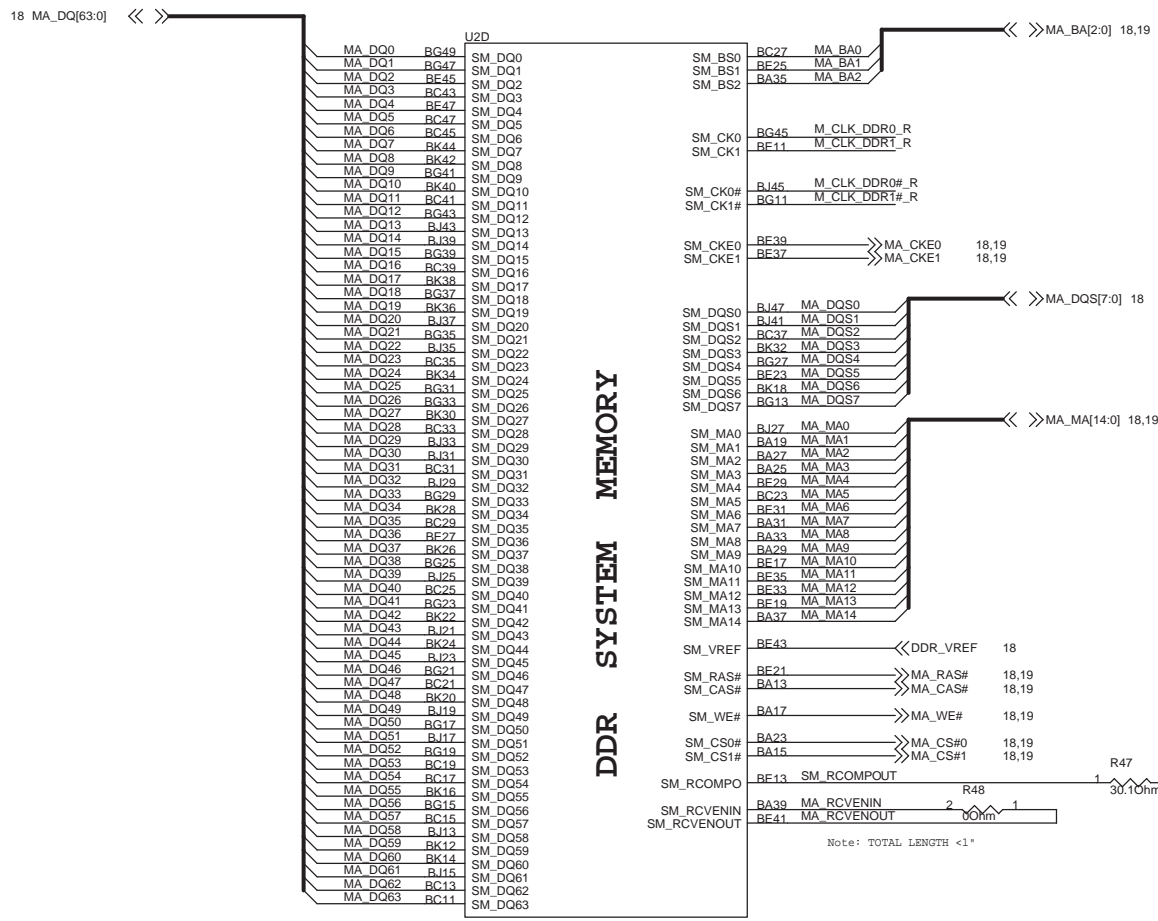 18 MA_DQ[63:0]
U2D
MA_DQ0 BG49 SM_DQ0
MA_DQ1 BG47 SM_DQ1
MA_DQ2 BE45 SM_DQ2
MA_DQ3 BC43 SM_DQ3
MA_DQ4 BE47 SM_DQ4
MA_DQ5 BC47 SM_DQ5
MA_DQ6 BC45 SM_DQ6
MA_DQ7 BK44 SM_DQ7
MA_DQ8 BK42 SM_DQ8
MA_DQ9 BG41 SM_DQ9
MA_DQ10 BK40 SM_DQ10
MA_DQ11 BC41 SM_DQ11
MA_DQ12 BG43 SM_DQ12
MA_DQ13 BJ43 SM_DQ13
MA_DQ14 BJ39 SM_DQ14
MA_DQ15 BG39 SM_DQ15
MA_DQ16 BC39 SM_DQ16
MA_DQ17 BK38 SM_DQ17
MA_DQ18 BG37 SM_DQ18
MA_DQ19 BK36 SM_DQ19
MA_DQ20 BJ37 SM_DQ20
MA_DQ21 BG35 SM_DQ21
MA_DQ22 BJ35 SM_DQ22
MA_DQ23 BC35 SM_DQ23
MA_DQ24 BK34 SM_DQ24
MA_DQ25 BG31 SM_DQ25
MA_DQ26 BG33 SM_DQ26
MA_DQ27 BK30 SM_DQ27
MA_DQ28 BC33 SM_DQ28
MA_DQ29 BJ33 SM_DQ29
MA_DQ30 BJ31 SM_DQ30
MA_DQ31 BC31 SM_DQ31
MA_DQ32 BJ29 SM_DQ32
MA_DQ33 BG29 SM_DQ33
MA_DQ34 BK28 SM_DQ34
MA_DQ35 BC29 SM_DQ35
MA_DQ36 BE27 SM_DQ36
MA_DQ37 BK26 SM_DQ37
MA_DQ38 BG25 SM_DQ38
MA_DQ39 BJ25 SM_DQ39
MA_DQ40 BC25 SM_DQ40
MA_DQ41 BG23 SM_DQ41
MA_DQ42 BK22 SM_DQ42
MA_DQ43 BJ21 SM_DQ43
MA_DQ44 BK24 SM_DQ44
MA_DQ45 BJ23 SM_DQ45
MA_DQ46 BG21 SM_DQ46
MA_DQ47 BC21 SM_DQ47
MA_DQ48 BK20 SM_DQ48
MA_DQ49 BJ19 SM_DQ49
MA_DQ50 BG17 SM_DQ50
MA_DQ51 BJ17 SM_DQ51
MA_DQ52 BG19 SM_DQ52
MA_DQ53 BC19 SM_DQ53
MA_DQ54 BC17 SM_DQ54
MA_DQ55 BK16 SM_DQ55
MA_DQ56 BG15 SM_DQ56
MA_DQ57 BC15 SM_DQ57
MA_DQ58 BJ13 SM_DQ58
MA_DQ59 BK12 SM_DQ59
MA_DQ60 BK14 SM_DQ60
MA_DQ61 BJ15 SM_DQ61
MA_DQ62 BC13 SM_DQ62
MA_DQ63 BC11 SM_DQ63
DDR SYSTEM MEMORY
MA_BA[2:0] 18,19
SM_BS0 BC27 MA_BA0
SM_BS1 BE25 MA_BA1
SM_BS2 BA35 MA_BA2
SM_CK0 BG45 M_CLK_DDR0_R
SM_CK1 BE11 M_CLK_DDR1_R
SM_CK0# BJ45 M_CLK_DDR0#_R
SM_CK1# BG11 M_CLK_DDR1#_R
SM_CKE0 BE39 MA_CKE0 18,19
SM_CKE1 BE37 MA_CKE1 18,19
MA_DQS[7:0] 18
SM_DQS0 BJ47 MA_DQS0
SM_DQS1 BJ41 MA_DQS1
SM_DQS2 BC37 MA_DQS2
SM_DQS3 BK32 MA_DQS3
SM_DQS4 BG27 MA_DQS4
SM_DQS5 BE23 MA_DQS5
SM_DQS6 BK18 MA_DQS6
SM_DQS7 BG13 MA_DQS7
MA_MA[14:0] 18,19
SM_MA0 BJ27 MA_MA0
SM_MA1 BA19 MA_MA1
SM_MA2 BA27 MA_MA2
SM_MA3 BA25 MA_MA3
SM_MA4 BE29 MA_MA4
SM_MA5 BC23 MA_MA5
SM_MA6 BE31 MA_MA6
SM_MA7 BA31 MA_MA7
SM_MA8 BA33 MA_MA8
SM_MA9 BA29 MA_MA9
SM_MA10 BE17 MA_MA10
SM_MA11 BE35 MA_MA11
SM_MA12 BE33 MA_MA12
SM_MA13 BE19 MA_MA13
SM_MA14 BA37 MA_MA14
SM_VREF BE43 DDR_VREF 18
SM_RAS# BE21 MA_RAS# 18,19
SM_CAS# BA13 MA_CAS# 18,19
SM_WE# BA17 MA_WE# 18,19
SM_CS0# BA23 MA_CS#0 18,19
SM_CS1# BA15 MA_CS#1 18,19
R47
SM_RCOMPO BE13 SM_RCOMPOUT 1 30.1Ohm
R48
SM_RCVENIN BA39 MA_RCVENIN 2 0Ohm 1
SM_RCVENOUT BE41 MA_RCVENOUT
Note: TOTAL LENGTH <1"